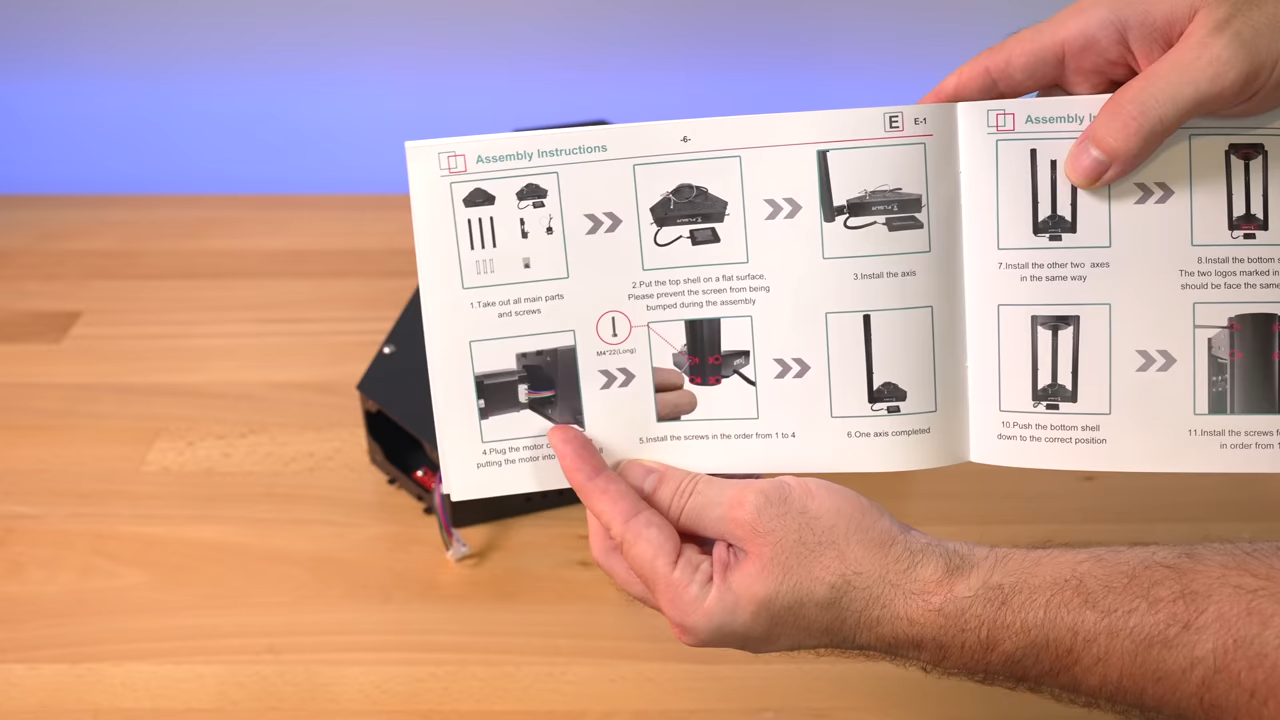 Assembly Instructions
-6-
E
E-1
1.Take out all main parts
and screws
2.Put the top shell on a flat surface,
Please prevent the screen from being
bumped during the assembly
3.Install the axis
4.Plug the motor
putting the motor into
M4*22(Long)
5.Install the screws in the order from 1 to 4
6.One axis completed
Assembly
7.Install the other two axes
in the same way
8.Install the bottom
The two logos marked in
should be face the same
10.Push the bottom shell
down to the correct position
11.Install the screws
in order from 1